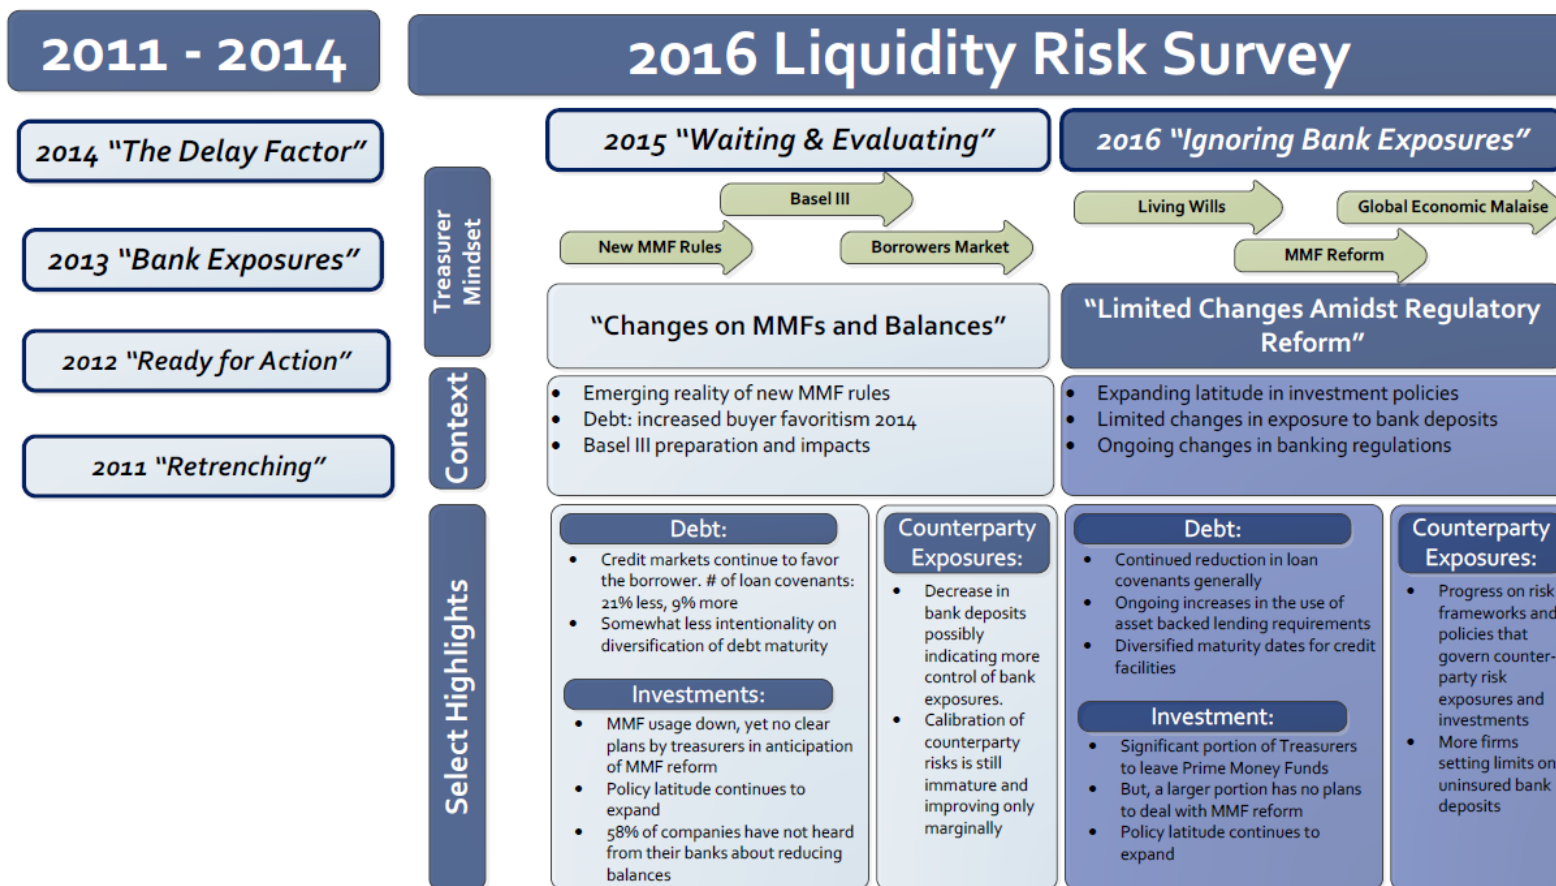 2011 - 2014
2014 “The Delay Factor”
2013 “Bank Exposures”
2012 “Ready for Action”
2011 “Retrenching”
2016 Liquidity Risk Survey
Treasurer
Mindset
2015 “Waiting & Evaluating”
Basel III
New MMF Rules
Borrowers Market
“Changes on MMFs and Balances”
2016 “Ignoring Bank Exposures”
Living Wills
Global Economic Malaise
MMF Reform
“Limited Changes Amidst Regulatory
Reform”
Context
• Emerging reality of new MMF rules
• Debt: increased buyer favoritism 2014
• Basel III preparation and impacts
• Expanding latitude in investment policies
• Limited changes in exposure to bank deposits
• Ongoing changes in banking regulations
Select Highlights
Debt:
• Credit markets continue to favor
the borrower. # of loan covenants:
21% less, 9% more
• Somewhat less intentionality on
diversification of debt maturity
Investments:
• MMF usage down, yet no clear
plans by treasurers in anticipation
of MMF reform
• Policy latitude continues to
expand
• 58% of companies have not heard
from their banks about reducing
balances
Counterparty
Exposures:
• Decrease in
bank deposits
possibly
indicating more
control of bank
exposures.
• Calibration of
counterparty
risks is still
immature and
improving only
marginally
Debt:
• Continued reduction in loan
covenants generally
• Ongoing increases in the use of
asset backed lending requirements
• Diversified maturity dates for credit
facilities
Investment:
• Significant portion of Treasurers
to leave Prime Money Funds
• But, a larger portion has no plans
to deal with MMF reform
• Policy latitude continues to
expand
Counterparty
Exposures:
• Progress on risk
frameworks and
policies that
govern counter-
party risk
exposures and
investments
• More firms
setting limits on
uninsured bank
deposits